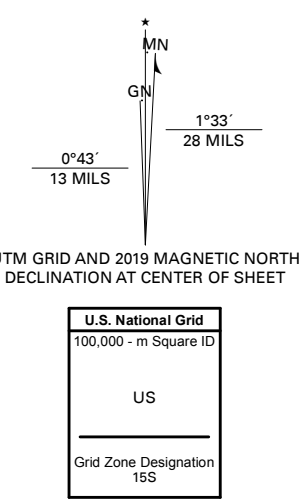 MN
GN
1°33´
28 MILS
0°43´
13 MILS
UTM GRID AND 2019 MAGNETIC NORTH
DECLINATION AT CENTER OF SHEET
U.S. National Grid
100,000 - m Square ID
US
Grid Zone Designation
15S